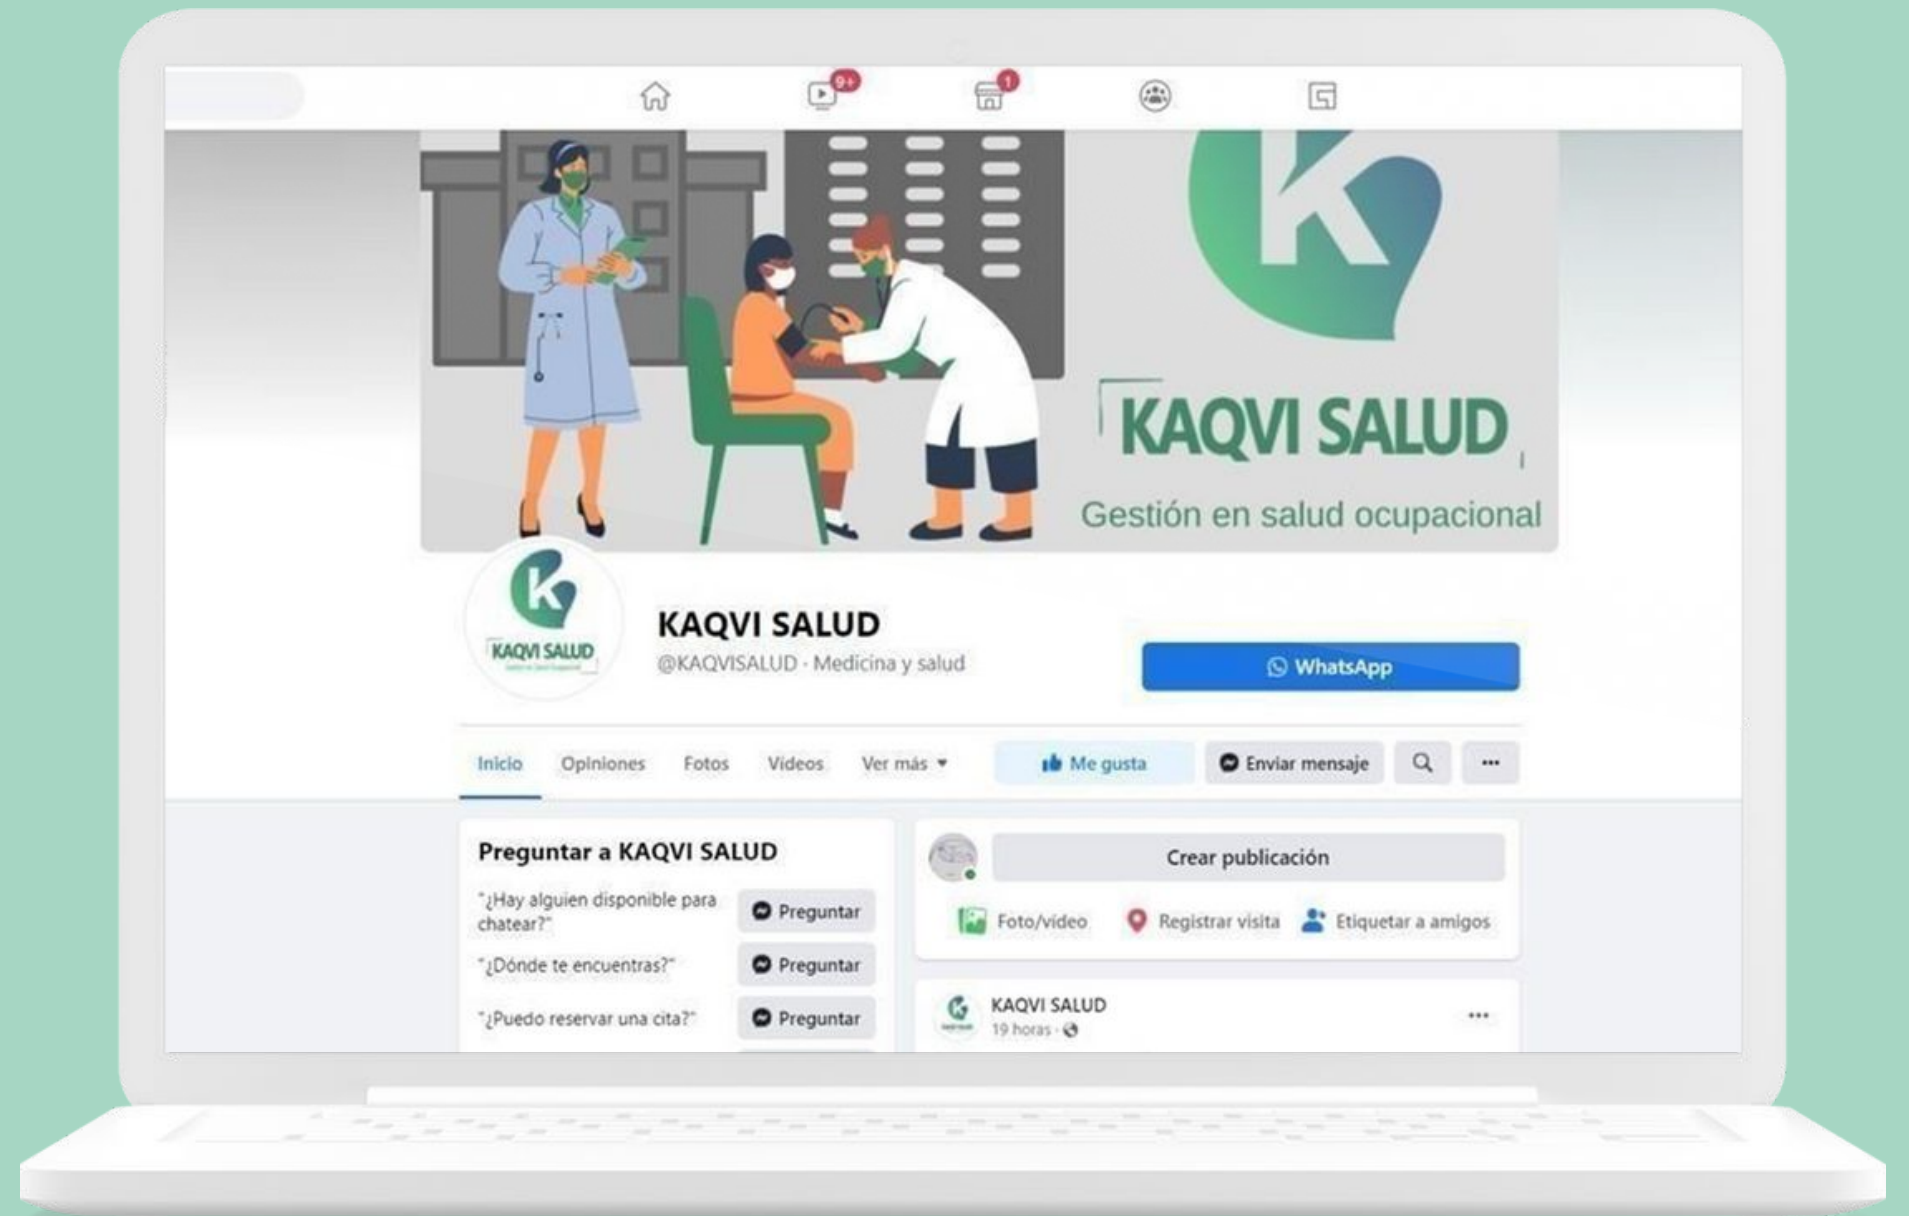 9+
1
K
KAQVI SALUD
Gestión en salud ocupacional
K
KAQVI SALUD
KAQVI SALUD
@KAQVISALUD · Medicina y salud
WhatsApp
Inicio Opiniones Fotos Vídeos Ver más
Me gusta
Enviar mensaje
Preguntar a KAQVI SALUD
"¿Hay alguien disponible para
chatear?"
Preguntar
"¿Dónde te encuentras?"
Preguntar
"¿Puedo reservar una cita?"
Preguntar
Crear publicación
Foto/vídeo Registrar visita Etiquetar a amigos
KAQVI SALUD
19 horas ·